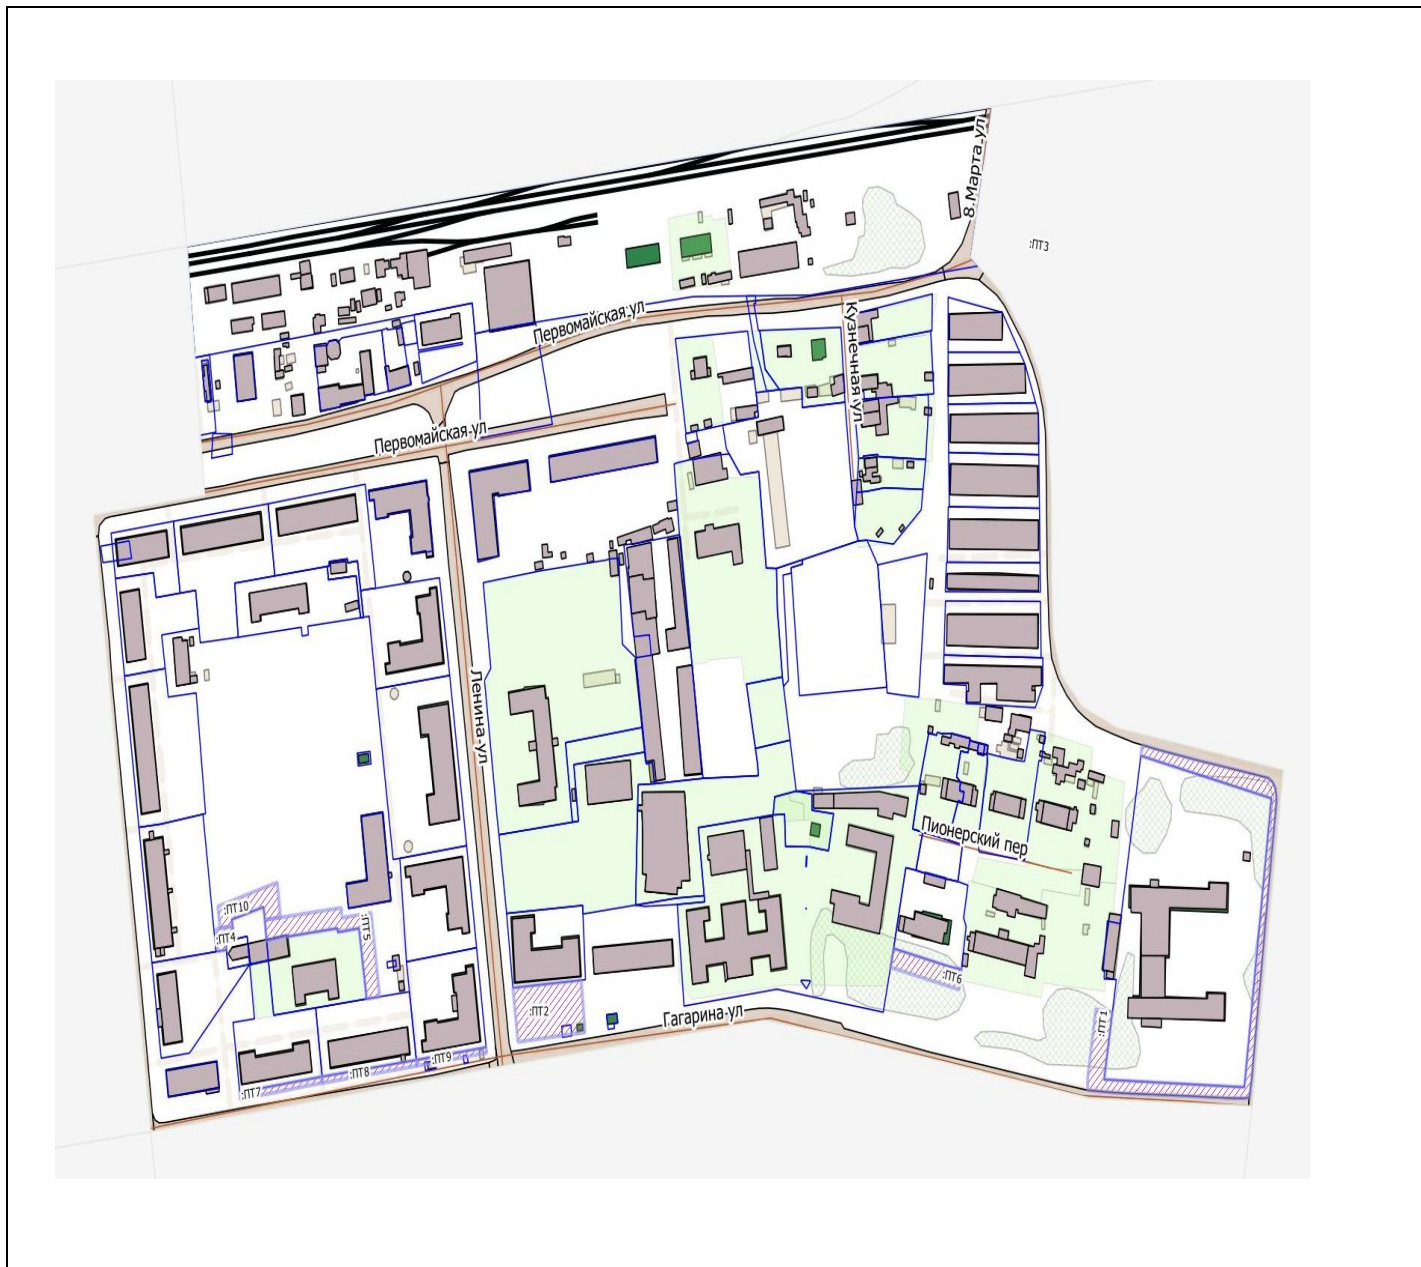 8 Марта ул
:ПТ3
Первомайская ул
Кузнечная ул
Первомайская ул
Ленина ул
Пионерский пер
:ПТ10
:ПТ4
:ПТ5
:ПТ6
:ПТ2
Гагарина ул
:ПТ1
:ПТ9
:ПТ8
:ПТ7